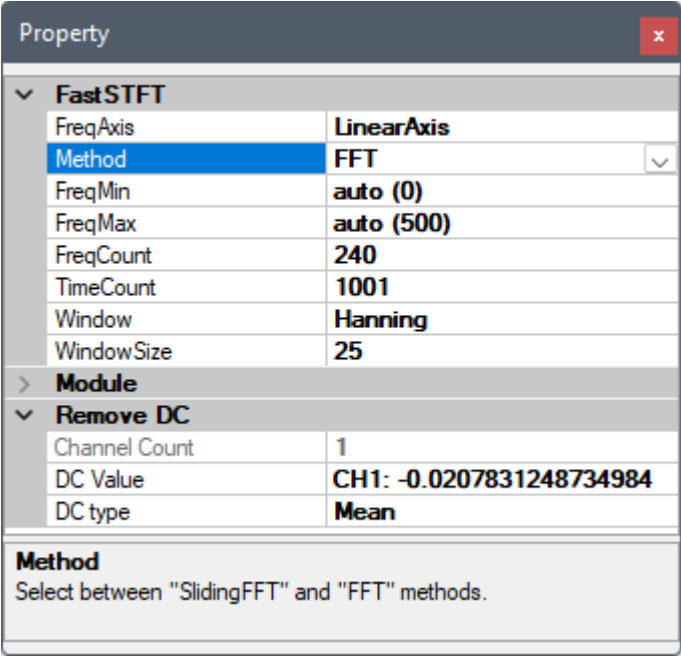 Property
x
FastSTFT
FreqAxis LinearAxis
Method FFT
FreqMin auto (0)
FreqMax auto (500)
FreqCount 240
TimeCount 1001
Window Hanning
WindowSize 25
Module
Remove DC
Channel Count 1
DC Value CH1: -0.0207831248734984
DC type Mean
Method
Select between "SlidingFFT" and "FFT" methods.